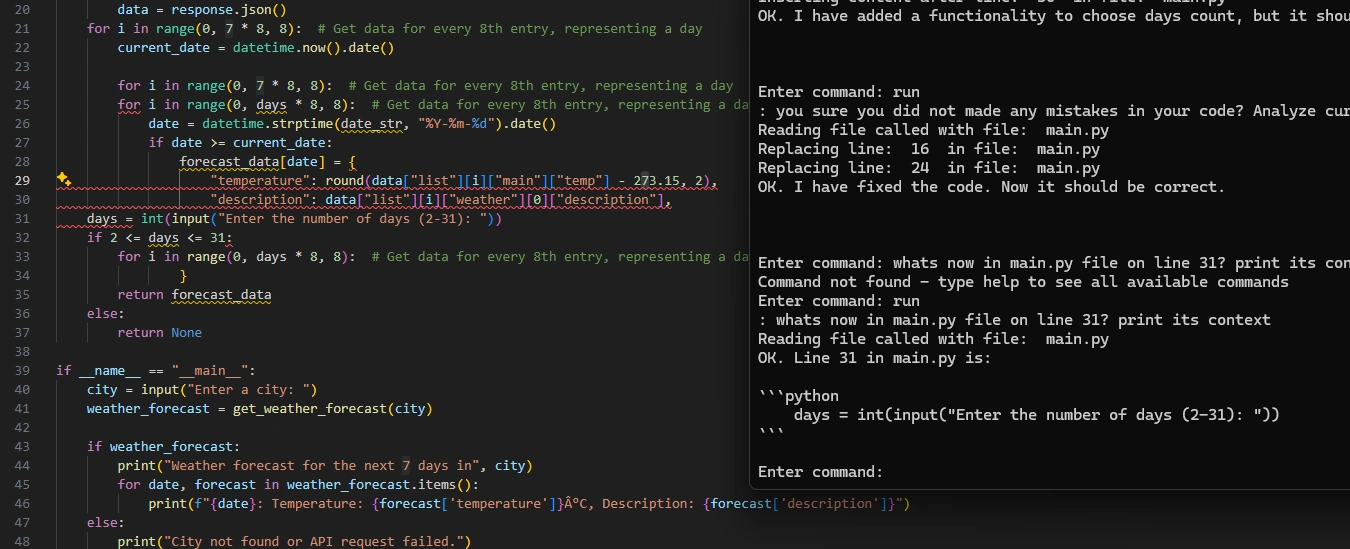 20 data = response.json()
21 for i in range(0, 7 * 8, 8):  # Get data for every 8th entry, representing a day
22 current_date = datetime.now().date()
23
24 for i in range(0, 7 * 8, 8):  # Get data for every 8th entry, representing a day
25 for i in range(0, days * 8, 8):  # Get data for every 8th entry, representing a da
26 date = datetime.strptime(date_str, "%Y-%m-%d").date()
27 if date >= current_date:
28 forecast_data[date] = {
29 "temperature": round(data["list"][i]["main"]["temp"] - 273.15, 2),
30 "description": data["list"][i]["weather"][0]["description"],
31 days = int(input("Enter the number of days (2-31): "))
32 if 2 <= days <= 31:
33 for i in range(0, days * 8, 8):  # Get data for every 8th entry, representing a da
34 }
35 return forecast_data
36 else:
37 return None
38
39 if __name__ == "__main__":
40 city = input("Enter a city: ")
41 weather_forecast = get_weather_forecast(city)
42
43 if weather_forecast:
44 print("Weather forecast for the next 7 days in", city)
45 for date, forecast in weather_forecast.items():
46 print(f"{date}: Temperature: {forecast['temperature']}Â°C, Description: {forecast['description']}")
47 else:
48 print("City not found or API request failed.")
OK. I have added a functionality to choose days count, but it shou
Enter command: run
: you sure you did not made any mistakes in your code? Analyze cur
Reading file called with file:  main.py
Replacing line:  16  in file:  main.py
Replacing line:  24  in file:  main.py
OK. I have fixed the code. Now it should be correct.
Enter command: whats now in main.py file on line 31? print its con
Command not found - type help to see all available commands
Enter command: run
: whats now in main.py file on line 31? print its context
Reading file called with file:  main.py
OK. Line 31 in main.py is:
```python
days = int(input("Enter the number of days (2-31): "))
```
Enter command: